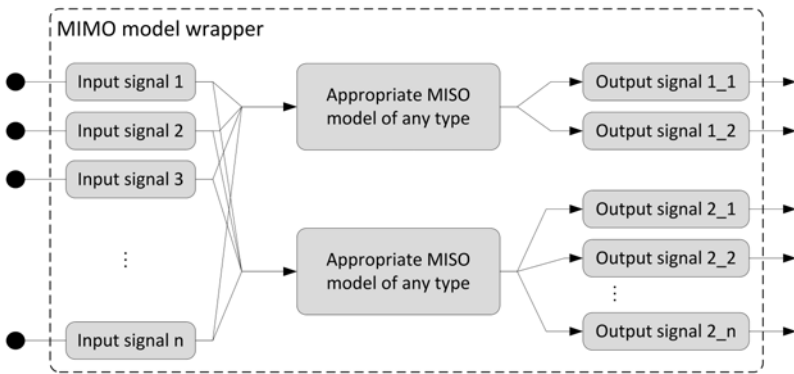 MIMO model wrapper
Input signal 1
Input signal 2
Input signal 3
⋮
Input signal n
Appropriate MISO
model of any type
Appropriate MISO
model of any type
Output signal 1_1
Output signal 1_2
Output signal 2_1
Output signal 2_2
⋮
Output signal 2_n